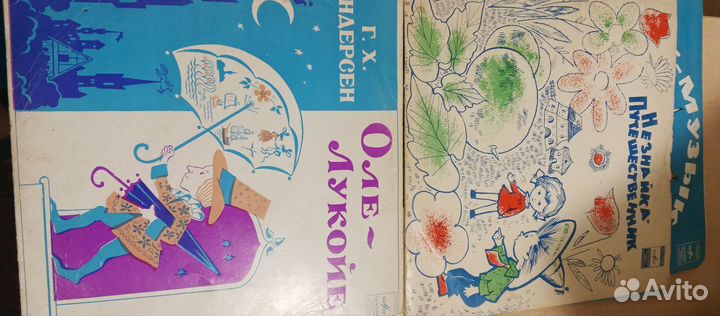 Г. Х.
НДЕРСЕН
ОЛЕ~
ЛУКОЙЕ
НЕЗНАЙКА-
ПУТЕШЕСТВЕННИК
-МУЗЫ
Avito